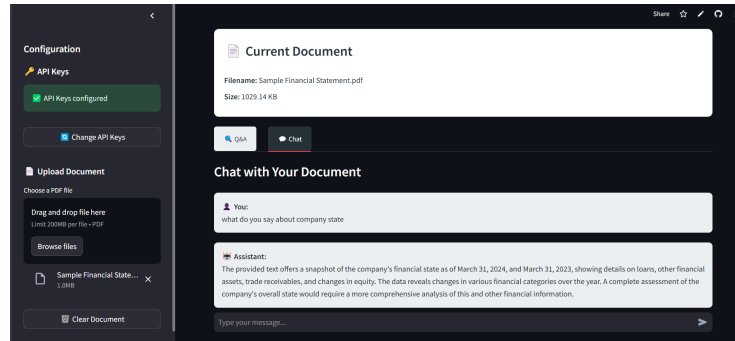 Share
Configuration
API Keys
API Keys configured
Change API Keys
Upload Document
Choose a PDF file
Drag and drop file here
Limit 200MB per file • PDF
Browse files
Sample Financial State...
1.0MB
Clear Document
Current Document
Filename: Sample Financial Statement.pdf
Size: 1029.14 KB
Q&A
Chat
Chat with Your Document
You:
what do you say about company state
Assistant:
The provided text offers a snapshot of the company's financial state as of March 31, 2024, and March 31, 2023, showing details on loans, other financial
assets, trade receivables, and changes in equity. The data reveals changes in various financial categories over the year. A complete assessment of the
company's overall state would require a more comprehensive analysis of this and other financial information.
Type your message...